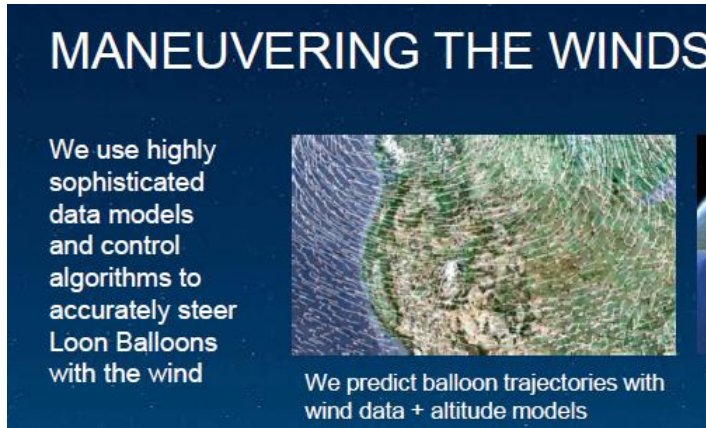 MANEUVERING THE WINDS
We use highly
sophisticated
data models
and control
algorithms to
accurately steer
Loon Balloons
with the wind
We predict balloon trajectories with
wind data + altitude models